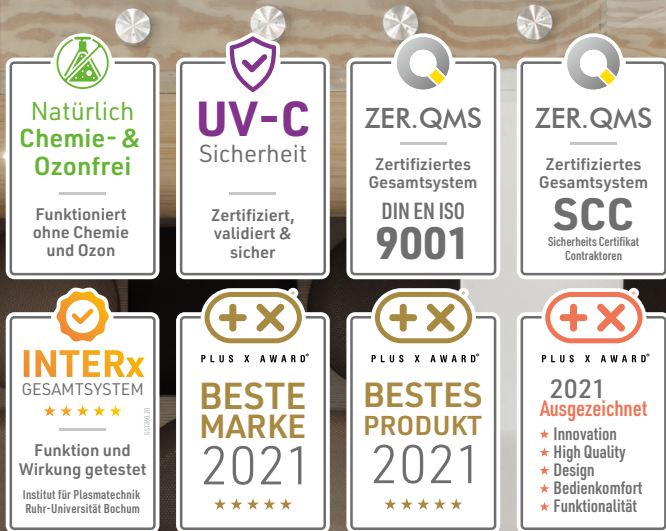 Natürlich
Chemie- &
Ozonfrei
Funktioniert
ohne Chemie
und Ozon
UV-C
Sicherheit
Zertifiziert,
validiert &
sicher
ZER.QMS
Zertifiziertes
Gesamtsystem
DIN EN ISO
9001
ZER.QMS
Zertifiziertes
Gesamtsystem
SCC
Sicherheits Certifikat
Contraktoren
INTERx
GESAMTSYSTEM
Funktion und
Wirkung getestet
Institut für Plasmatechnik
Ruhr-Universität Bochum
PLUS X AWARD®
BESTE
MARKE
2021
PLUS X AWARD®
BESTES
PRODUKT
2021
PLUS X AWARD®
2021
Ausgezeichnet
Innovation
High Quality
Design
Bedienkomfort
Funktionalität